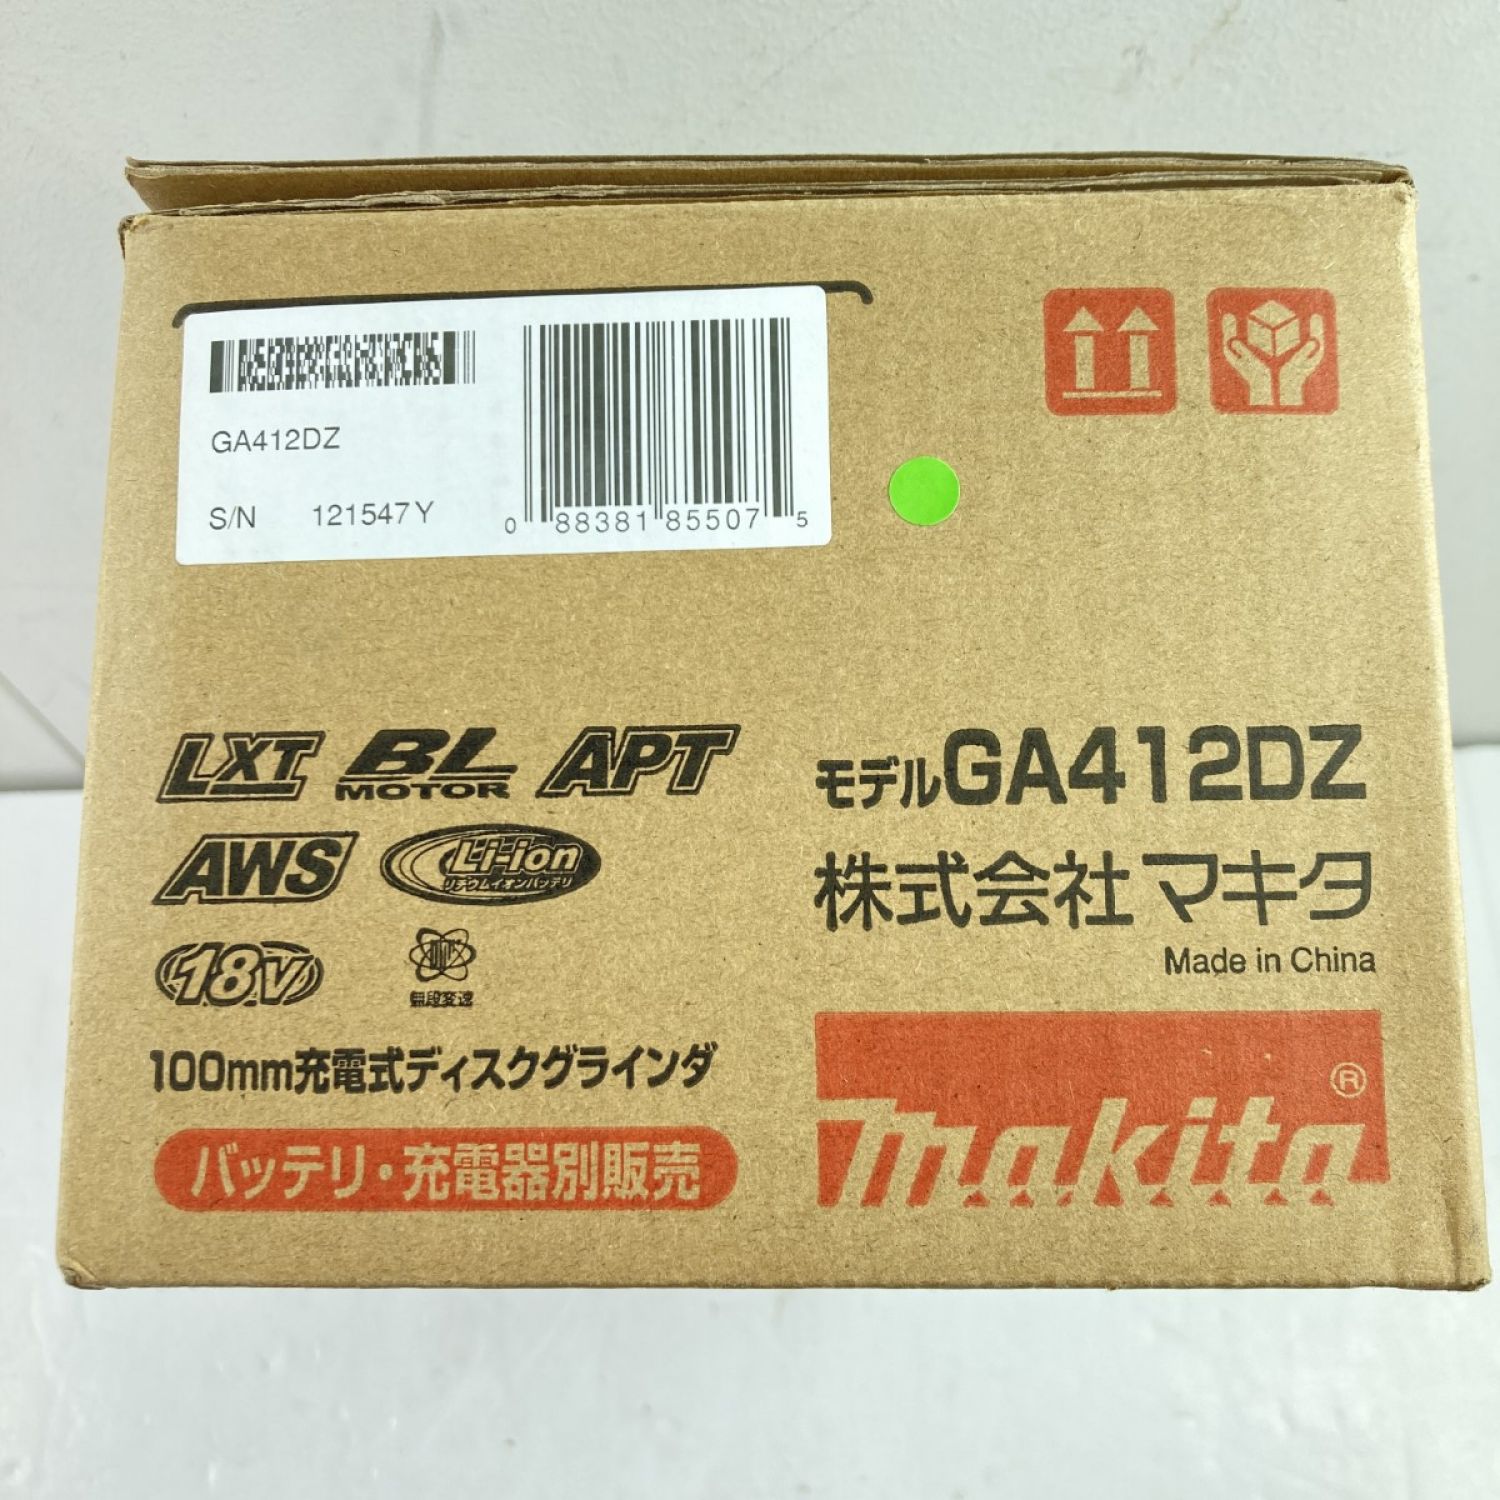 GA412DZ
S/N 121547Y
0 88381 85507 5
LXT BL MOTOR APT
AWS Li-ion
リチウムイオンバッテリ
18V
無段変速
100mm充電式ディスクグラインダ
バッテリ・充電器別販売
モデルGA412DZ
株式会社マキタ
Made in China
makita®